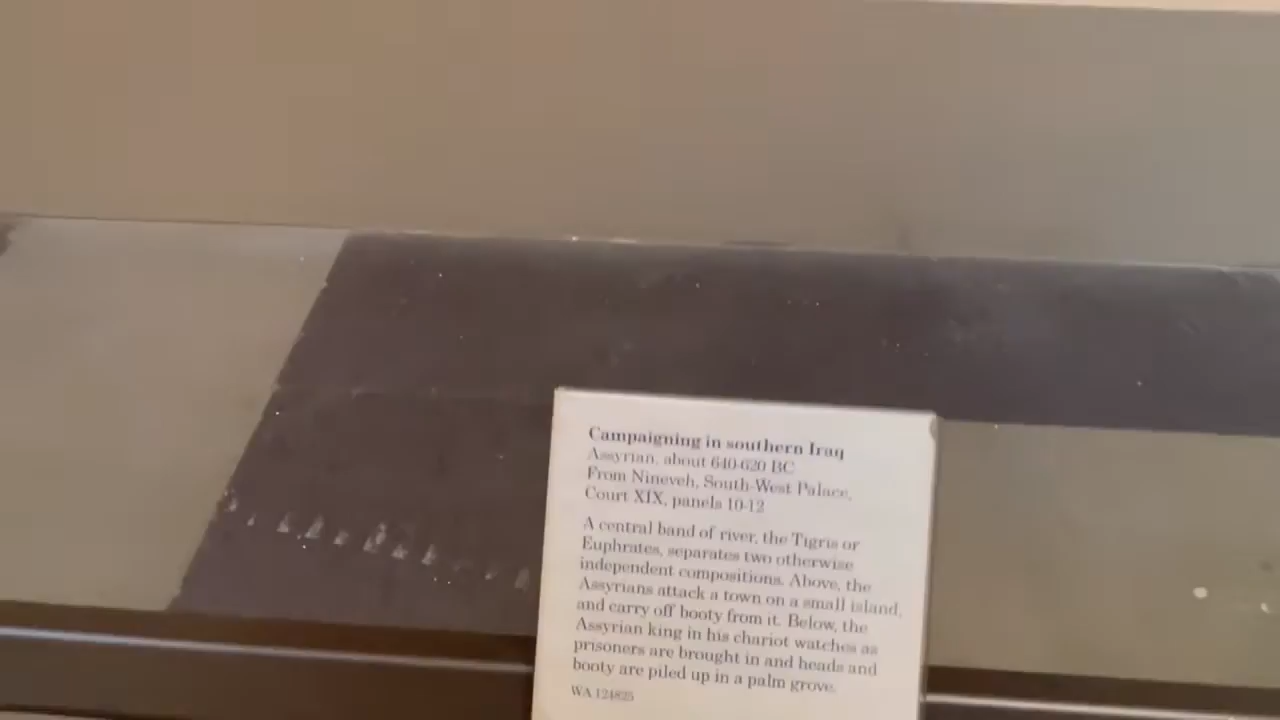 Campaigning in southern Iraq
Assyrian, about 640-620 BC
From Nineveh, South-West Palace,
Court XIX, panels 10-12
A central band of river, the Tigris or
Euphrates, separates two otherwise
independent compositions. Above, the
Assyrians attack a town on a small island,
and carry off booty from it. Below, the
Assyrian king in his chariot watches as
prisoners are brought in and heads and
booty are piled up in a palm grove.
WA 124825